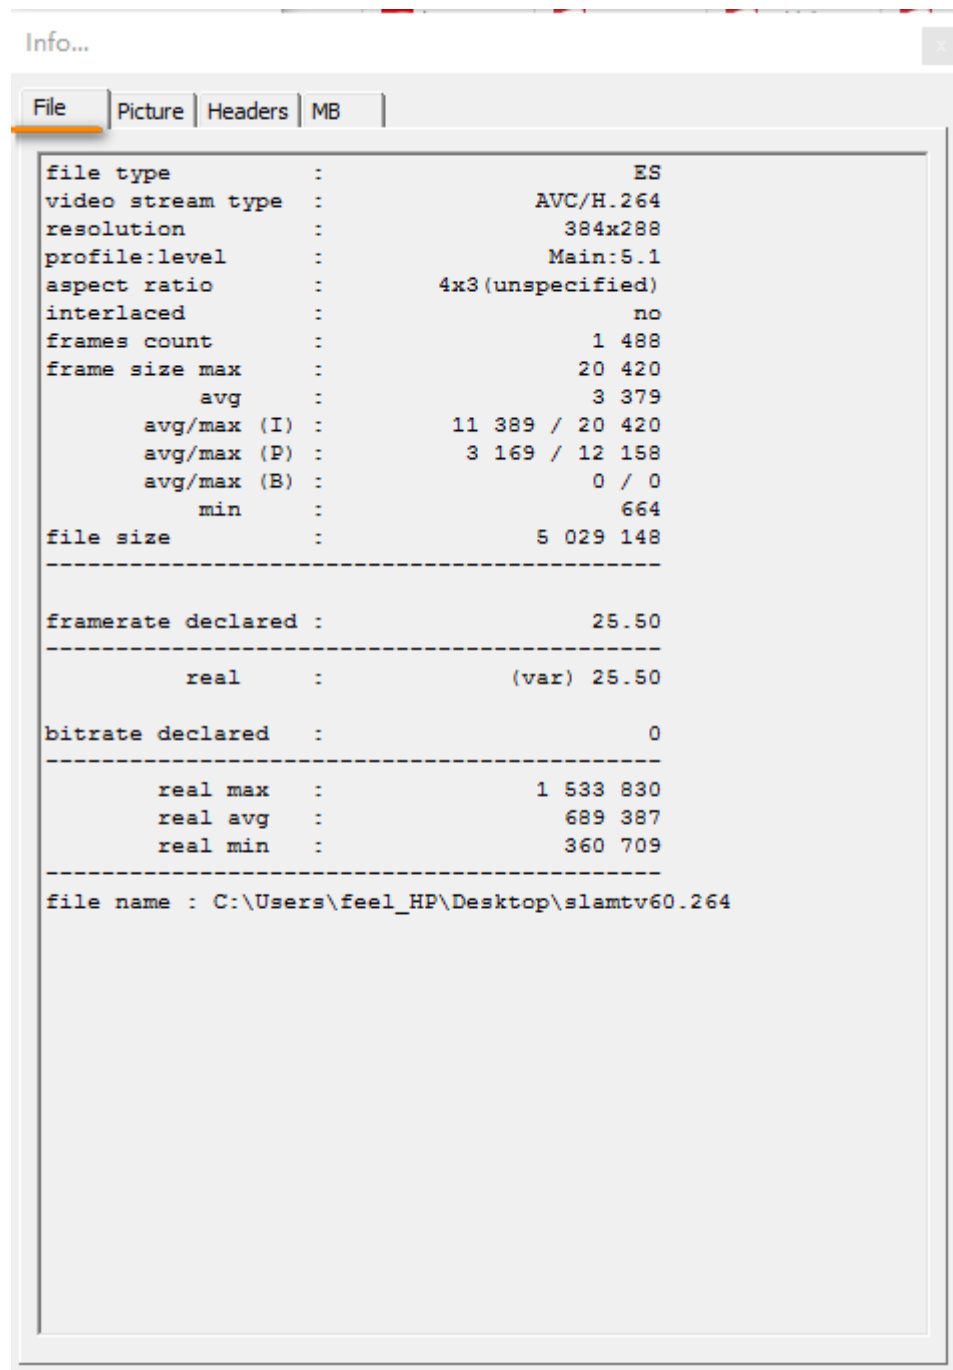 Info...
File Picture Headers MB
file type : ES
video stream type : AVC/H.264
resolution : 384x288
profile:level : Main:5.1
aspect ratio : 4x3(unspecified)
interlaced : no
frames count : 1 488
frame size max : 20 420
avg : 3 379
avg/max (I) : 11 389 / 20 420
avg/max (P) : 3 169 / 12 158
avg/max (B) : 0 / 0
min : 664
file size : 5 029 148
--------------------------------------------
framerate declared : 25.50
--------------------------------------------
real : (var) 25.50
bitrate declared : 0
--------------------------------------------
real max : 1 533 830
real avg : 689 387
real min : 360 709
--------------------------------------------
file name : C:\Users\feel_HP\Desktop\slamtv60.264